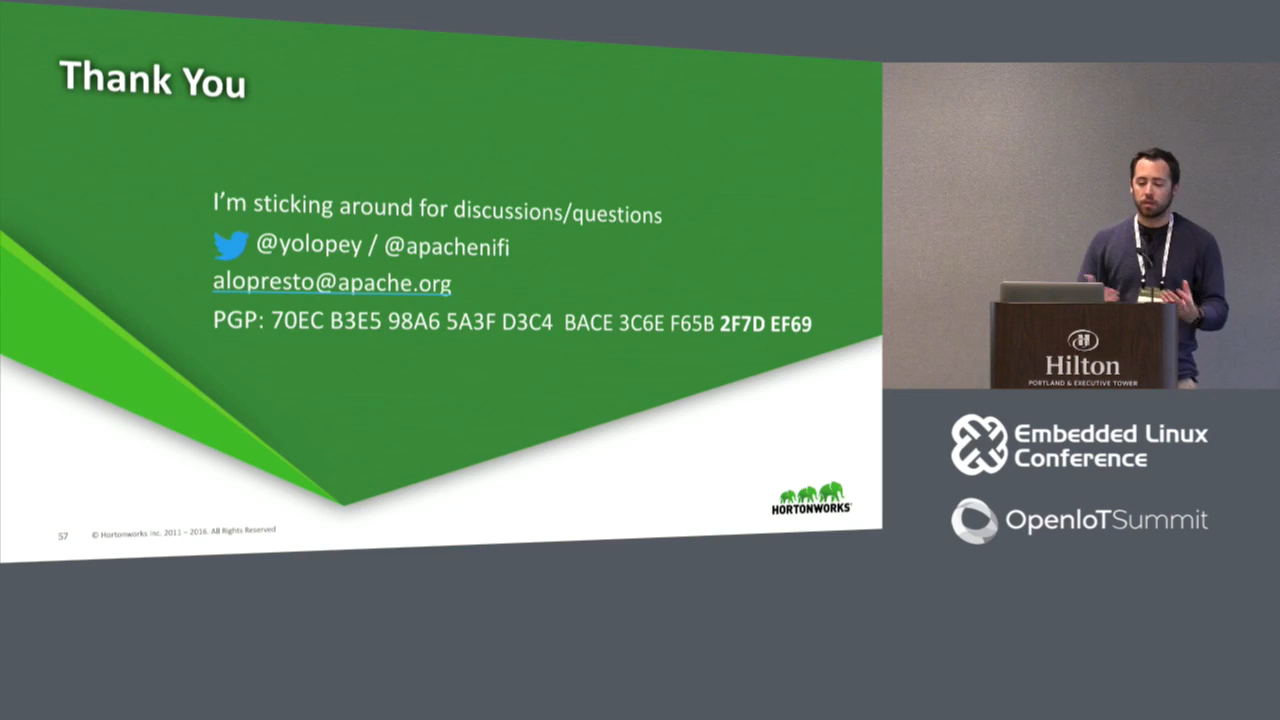 Thank You
I'm sticking around for discussions/questions
@yolopey / @apachenifi
alopresto@apache.org
PGP: 70EC B3E5 98A6 5A3F D3C4 BACE 3C6E F65B 2F7D EF69
57
© Hortonworks Inc. 2011 – 2016. All Rights Reserved
HORTONWORKS
Hilton
PORTLAND & EXECUTIVE TOWER
Embedded Linux
Conference
OpenIoTSummit